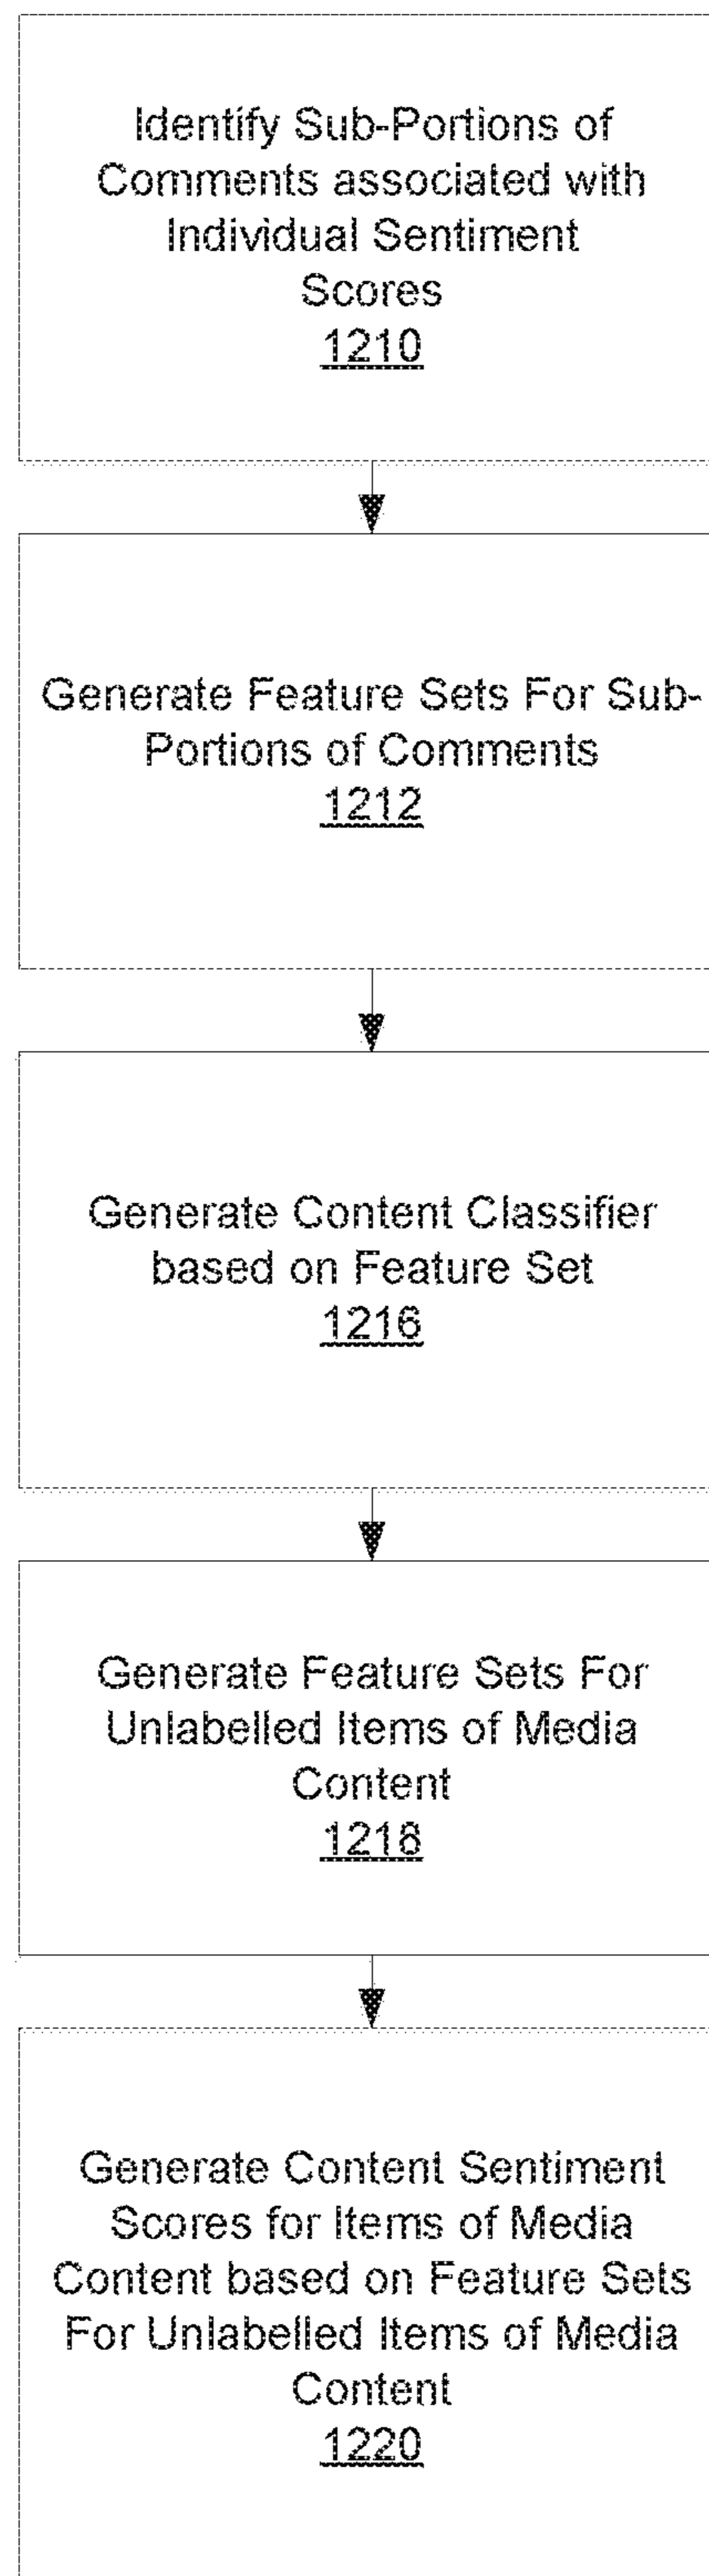 Identify Sub-Portions of
Comments associated with
Individual Sentiment
Scores
1210
Generate Feature Sets For Sub-
Portions of Comments
1212
Generate Content Classifier
based on Feature Set
1216
Generate Feature Sets For
Unlabelled Items of Media
Content
1218
Generate Content Sentiment
Scores for Items of Media
Content based on Feature Sets
For Unlabelled Items of Media
Content
1220